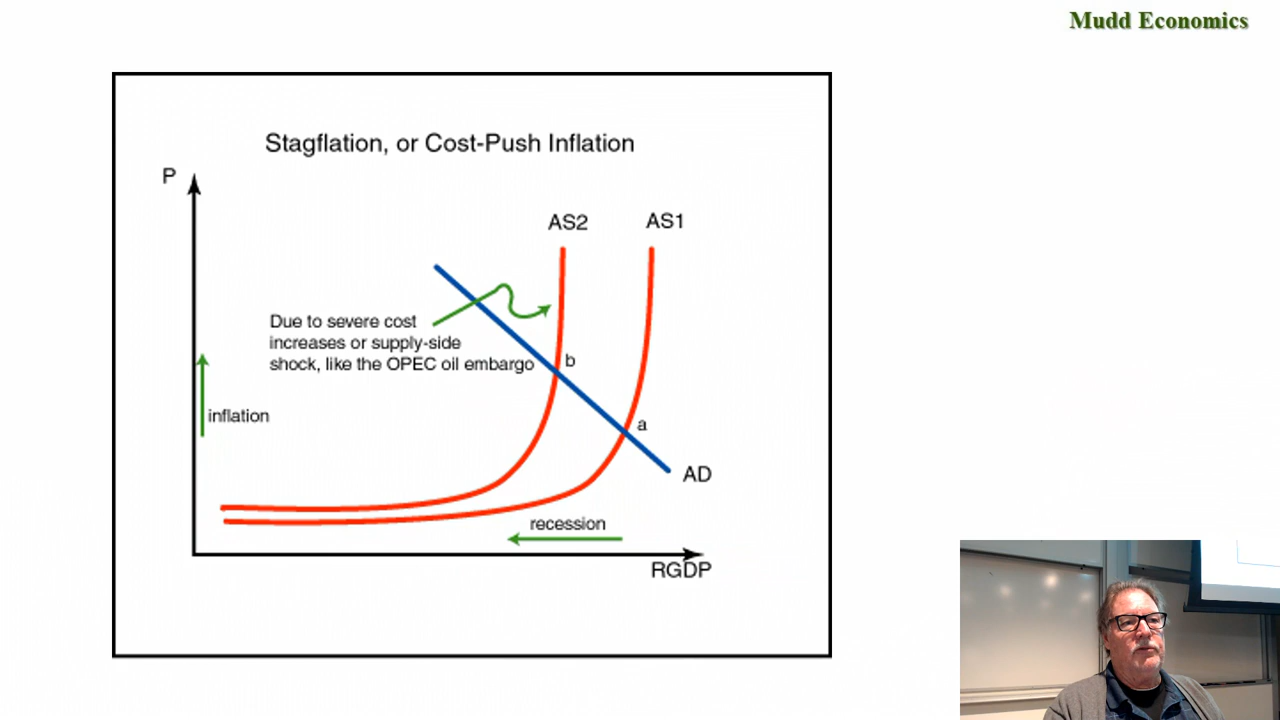 Mudd Economics
Stagflation, or Cost-Push Inflation
P
AS2
AS1
Due to severe cost
increases or supply-side
shock, like the OPEC oil embargo
b
inflation
a
AD
recession
RGDP